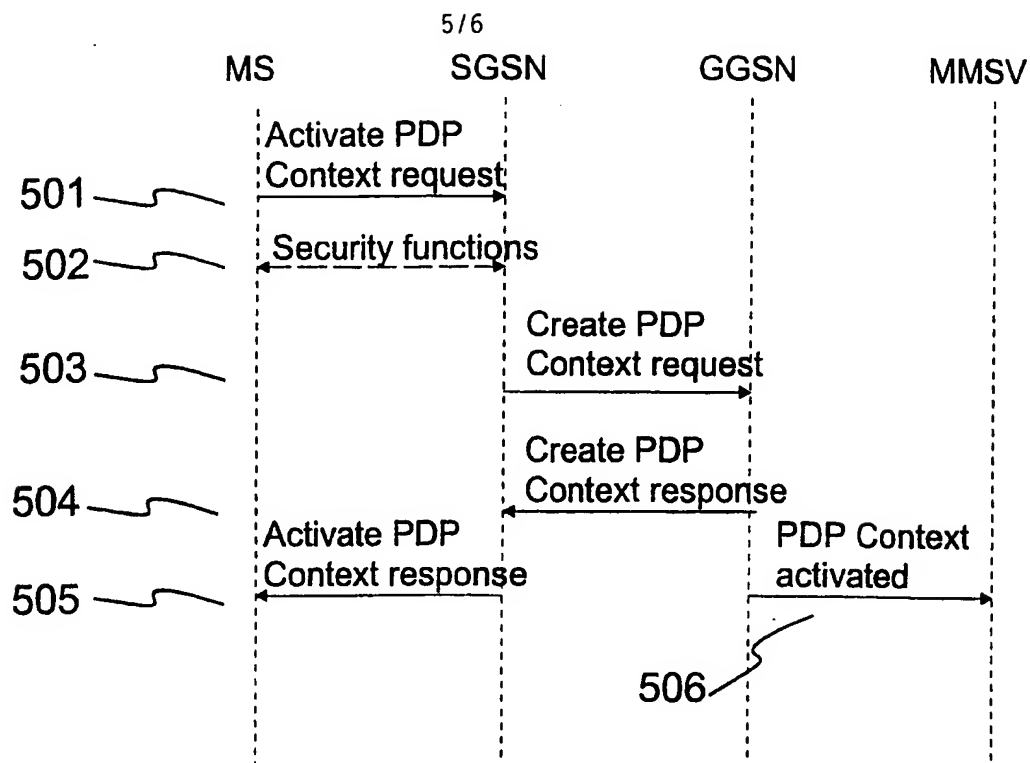 5/6
MS SGSN GGSN MMSV
Activate PDP
Context request
501
Security functions
502
Create PDP
Context request
503
Create PDP
Context response
504
Activate PDP
Context response
505
PDP Context
activated
506